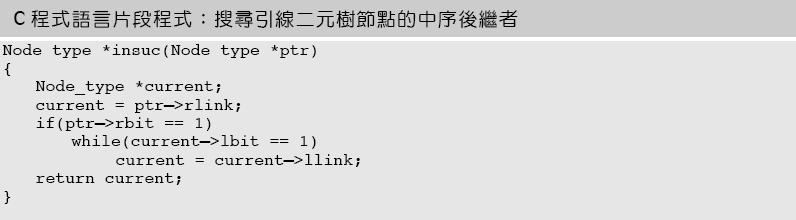 C 程式語言片段程式：搜尋引線二元樹節點的中序後繼者
Node type *insuc(Node type *ptr)
{
    Node_type *current;
    current = ptr—>rlink;
    if(ptr—>rbit == 1)
        while(current—>lbit == 1)
            current = current—>llink;
    return current;
}